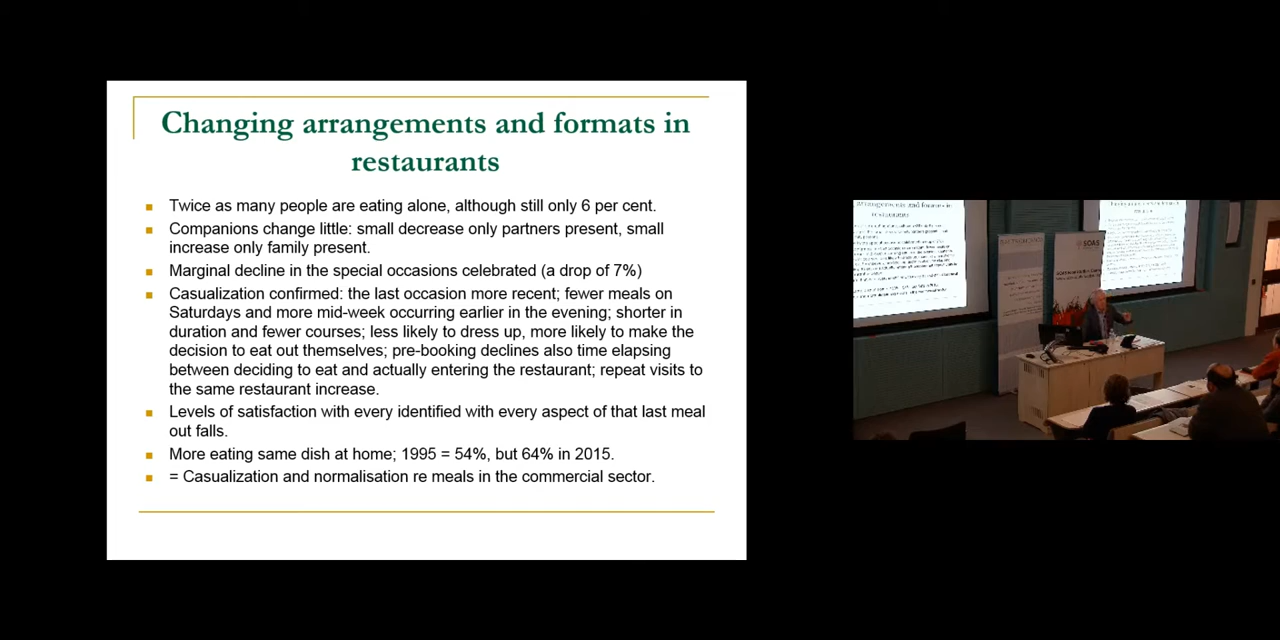 Changing arrangements and formats in
restaurants
Twice as many people are eating alone, although still only 6 per cent.
Companions change little: small decrease only partners present, small
increase only family present.
Marginal decline in the special occasions celebrated (a drop of 7%)
Casualization confirmed: the last occasion more recent; fewer meals on
Saturdays and more mid-week occurring earlier in the evening; shorter in
duration and fewer courses; less likely to dress up, more likely to make the
decision to eat out themselves; pre-booking declines also time elapsing
between deciding to eat and actually entering the restaurant; repeat visits to
the same restaurant increase.
Levels of satisfaction with every identified with every aspect of that last meal
out falls.
More eating same dish at home; 1995 = 54%, but 64% in 2015.
= Casualization and normalisation re meals in the commercial sector.
SOAS